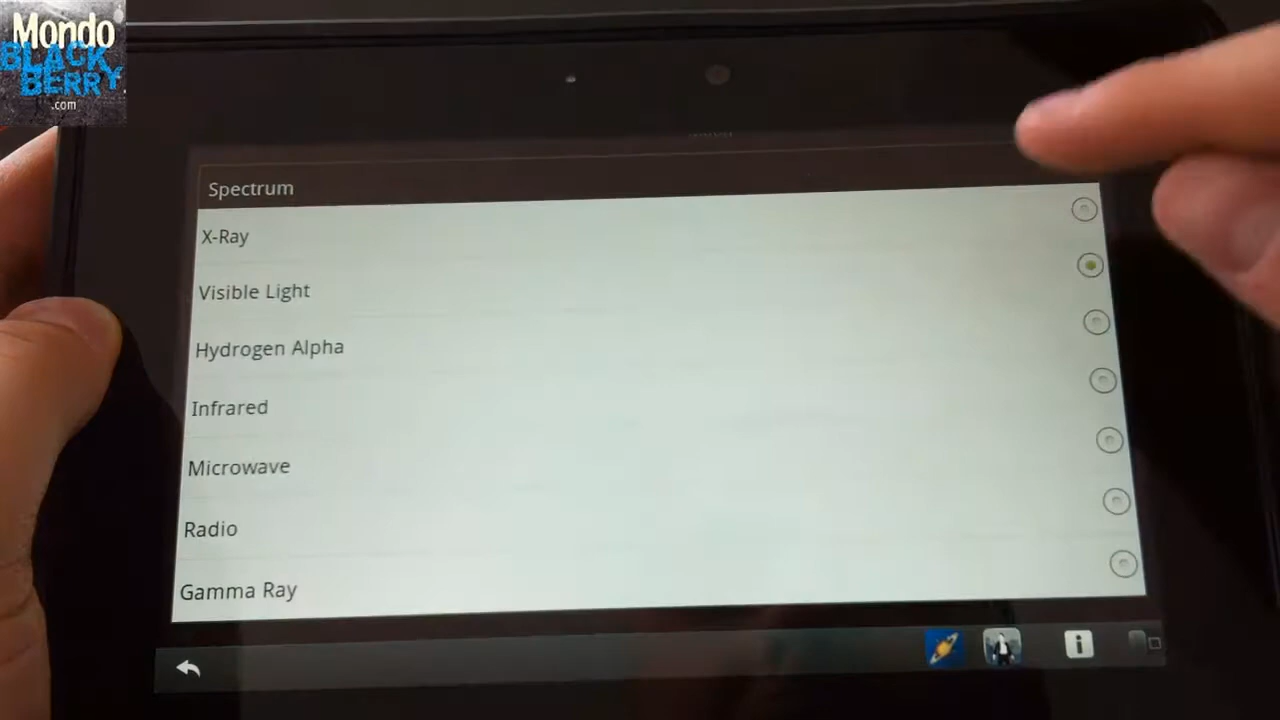 Mondo
BLACK
BERRY
.com
Spectrum
X-Ray
Visible Light
Hydrogen Alpha
Infrared
Microwave
Radio
Gamma Ray
i